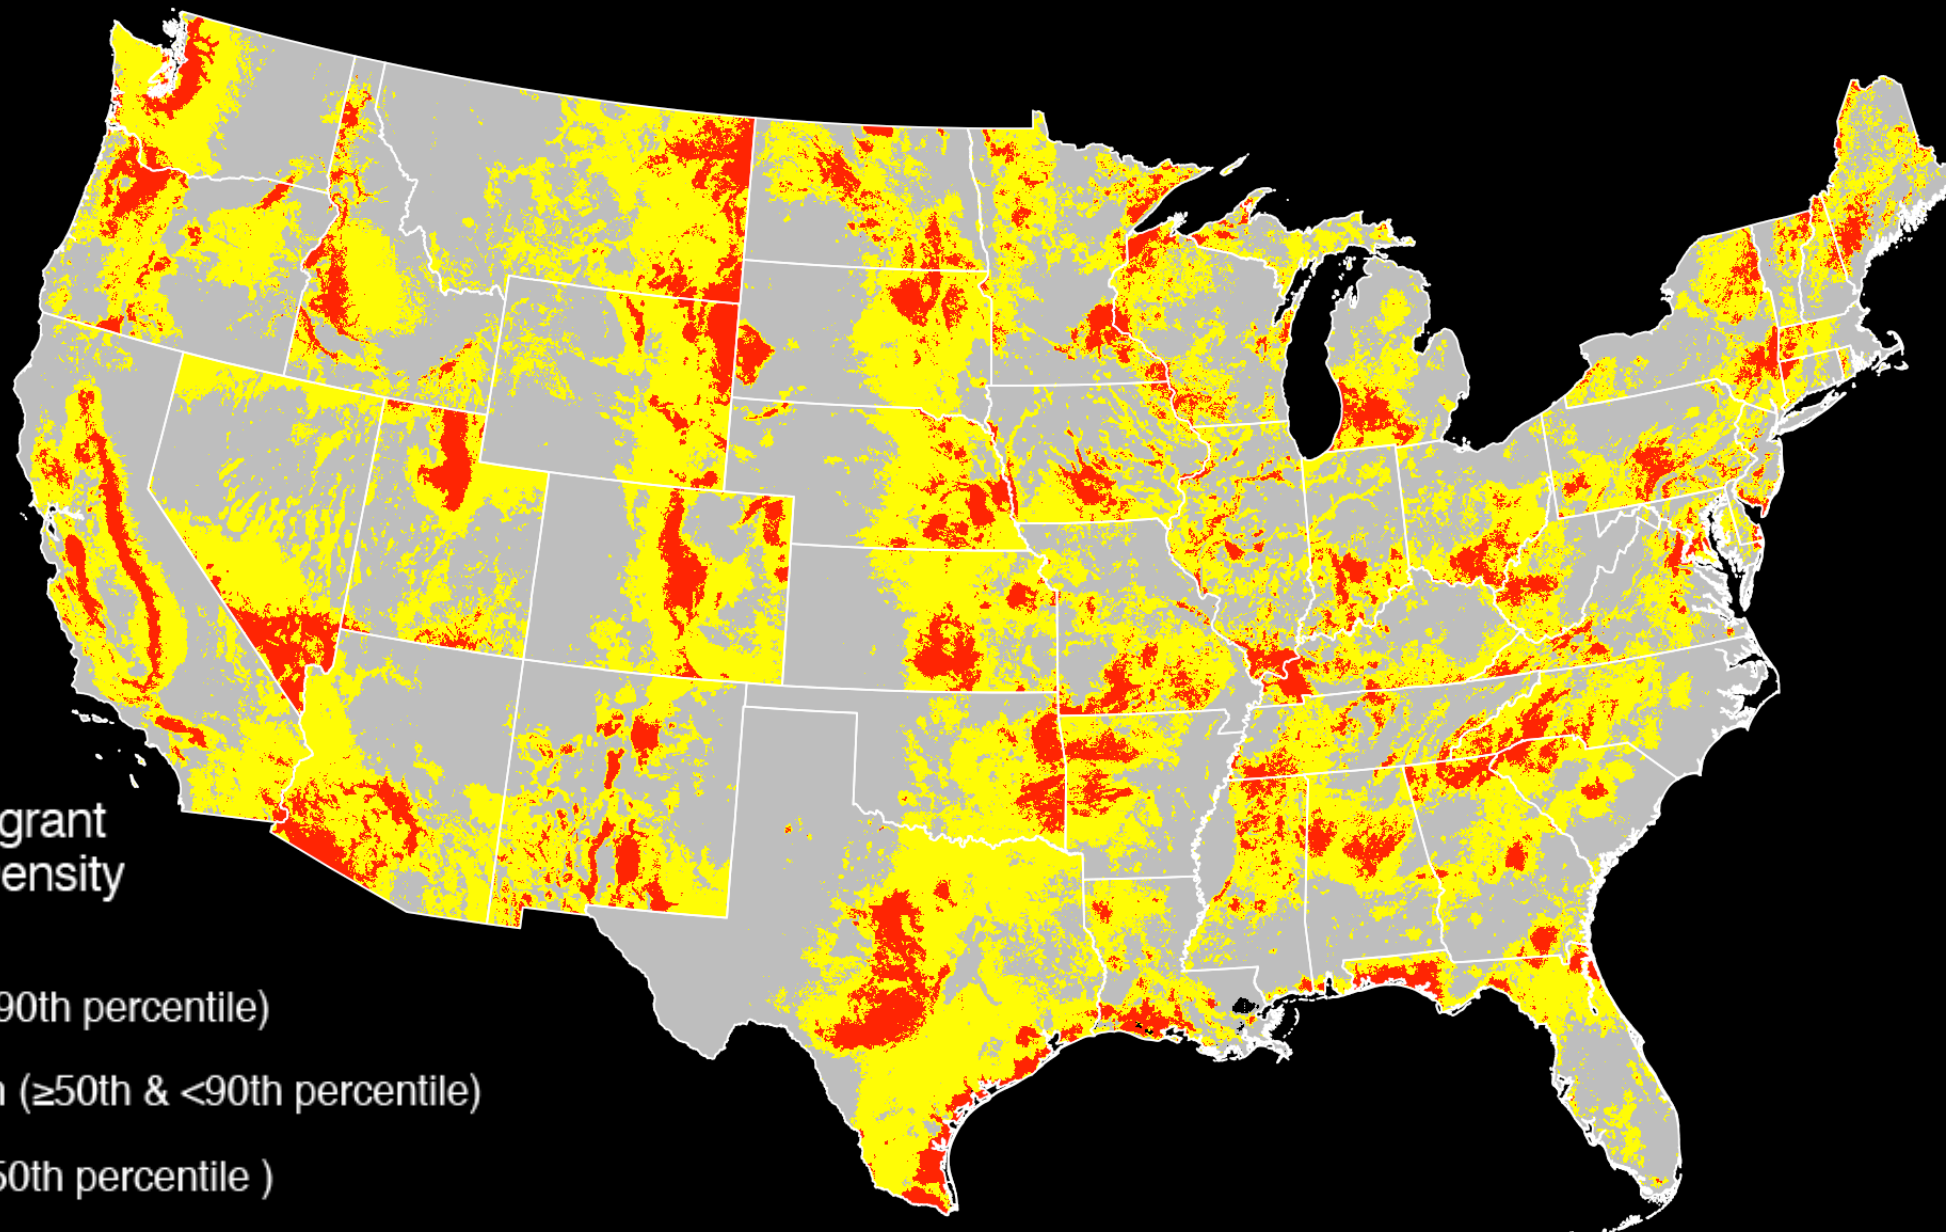 grant
ensity
90th percentile)
(≥50th & <90th percentile)
50th percentile )